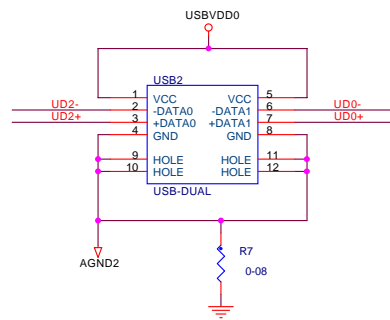 USBVDD0
USB2
1 VCC VCC 5
UD2- 2 -DATA0 -DATA1 6 UD0-
UD2+ 3 +DATA0 +DATA1 7 UD0+
4 GND GND 8
9 HOLE HOLE 11
10 HOLE HOLE 12
USB-DUAL
AGND2
R7
0-08